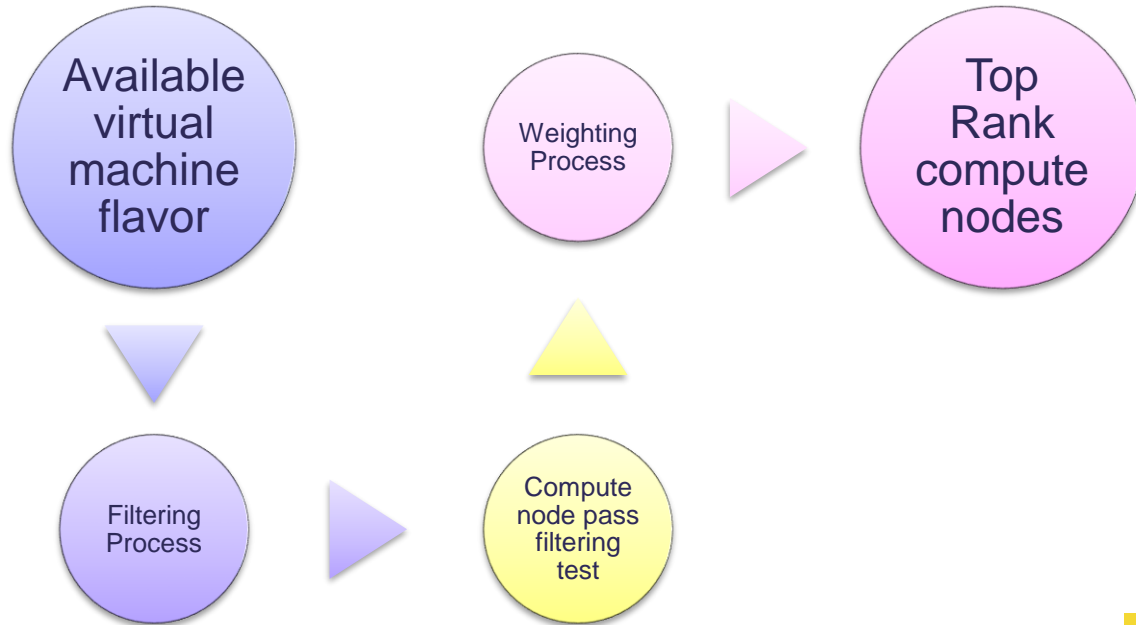 Available
virtual
machine
flavor
Filtering
Process
Compute
node pass
filtering
test
Weighting
Process
Top
Rank
compute
nodes